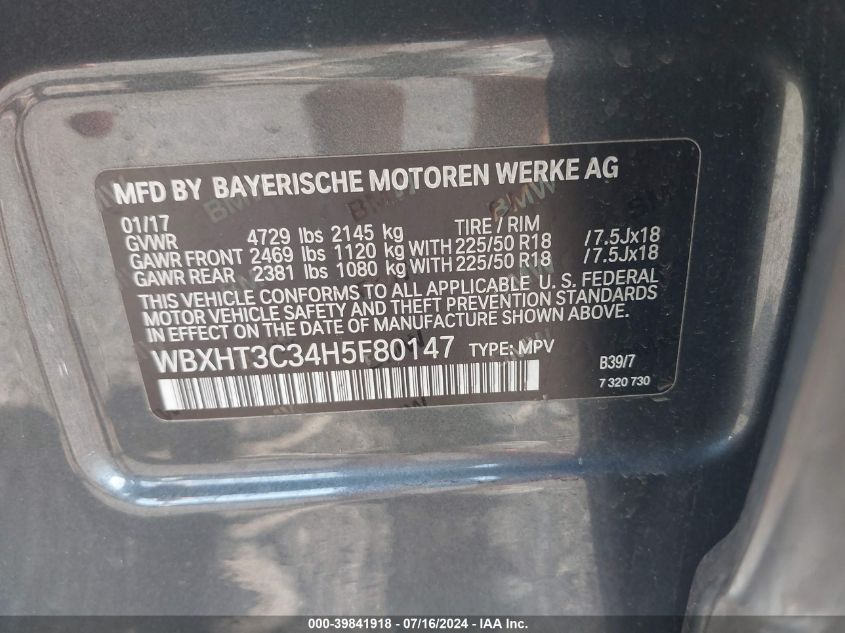 MFD BY BAYERISCHE MOTOREN WERKE AG
01/17 TIRE / RIM
GVWR 4729 lbs 2145 kg
GAWR FRONT 2469 lbs 1120 kg WITH 225/50 R18 /7.5Jx18
GAWR REAR 2381 lbs 1080 kg WITH 225/50 R18 /7.5Jx18
THIS VEHICLE CONFORMS TO ALL APPLICABLE U. S. FEDERAL
MOTOR VEHICLE SAFETY AND THEFT PREVENTION STANDARDS
IN EFFECT ON THE DATE OF MANUFACTURE SHOWN ABOVE.
WBXHT3C34H5F80147 TYPE: MPV B39/7
7 320 730
BMW
BMW
BMW
000-39841918 - 07/16/2024 - IAA Inc.